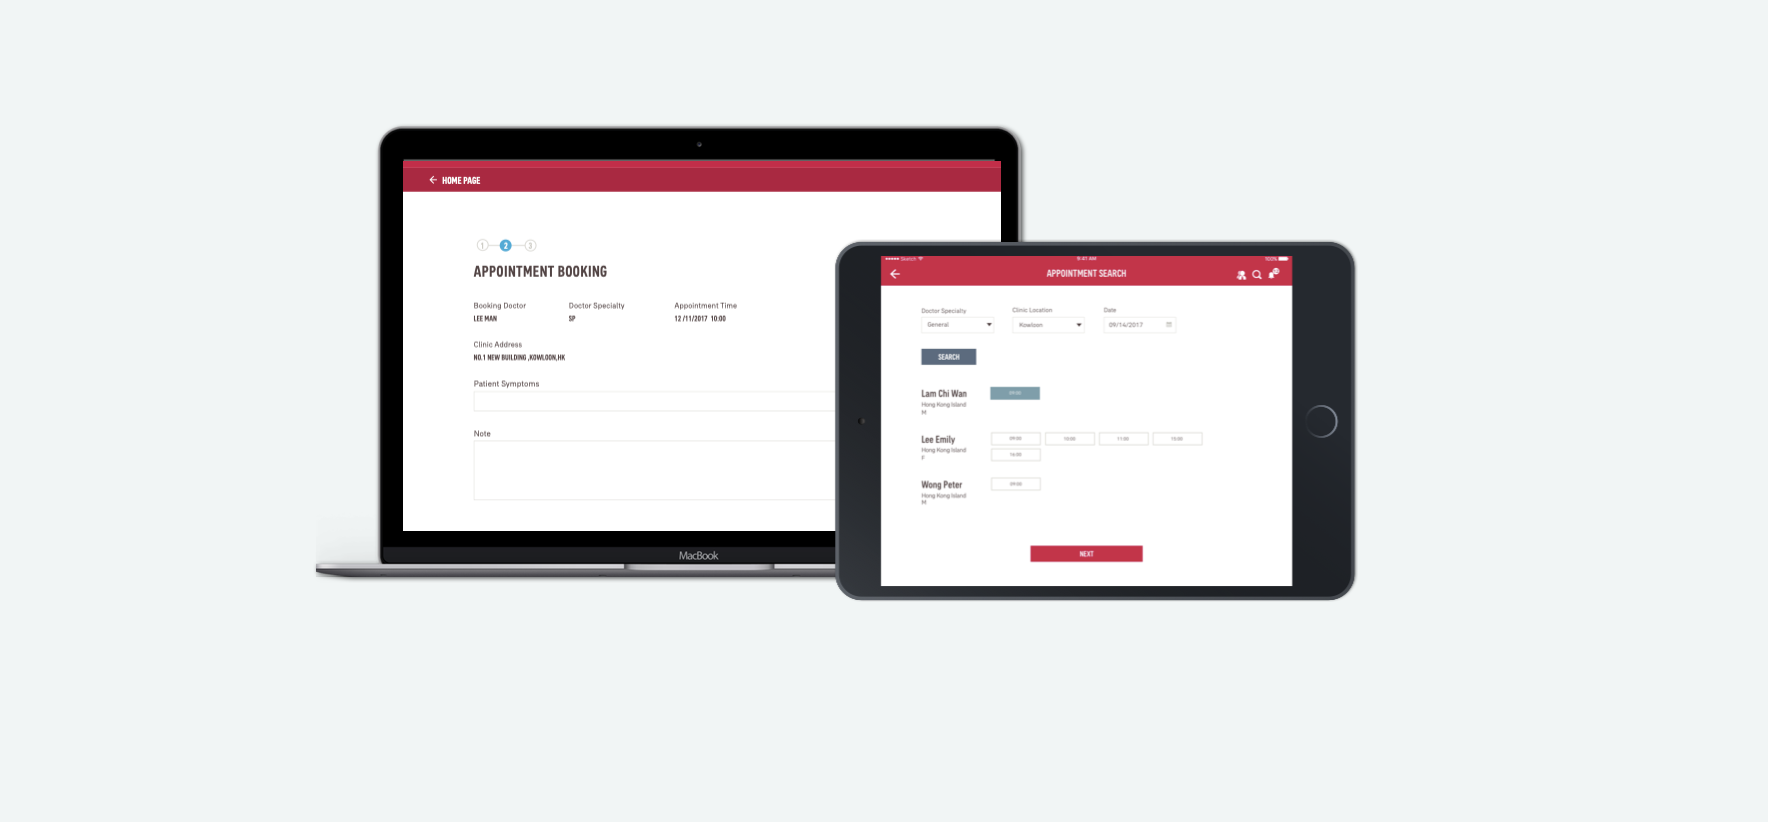 HOME PAGE
1 2 3
APPOINTMENT BOOKING
Booking Doctor Doctor Specialty Appointment Time
LEE MAN SP 12 /11/2017 10:00
Clinic Address
NO.1 NEW BUILDING ,KOWLOON,HK
Patient Symptoms
Note
MacBook
Sketch 9:41 AM 100%
APPOINTMENT SEARCH
Doctor Specialty Clinic Location Date
General Kowloon 09/14/2017
SEARCH
Lam Chi Wan 09:00
Hong Kong Island
M
Lee Emily 09:00 10:00 11:00 15:00
Hong Kong Island 16:00
F
Wong Peter 09:00
Hong Kong Island
M
NEXT